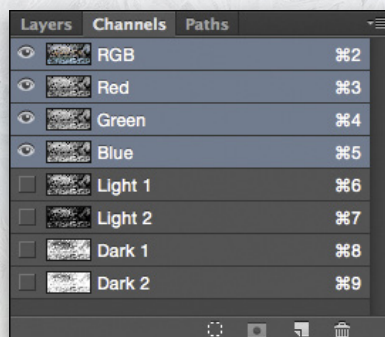 Layers Channels Paths
RGB ⌘2
Red ⌘3
Green ⌘4
Blue ⌘5
Light 1 ⌘6
Light 2 ⌘7
Dark 1 ⌘8
Dark 2 ⌘9